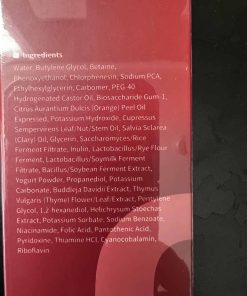 Ingredients
Water, Butylene Glycol, Betaine,
Phenoxyethanol, Chlorphenesin, Sodium PCA,
Ethylhexylglycerin, Carbomer, PEG-40
Hydrogenated Castor Oil, Biosaccharide Gum-1,
Citrus Aurantium Dulcis (Orange) Peel Oil
Expressed, Potassium Hydroxide, Cupressus
Sempervirens Leaf/Nut/Stem Oil, Salvia Sclarea
(Clary) Oil, Glycerin, Saccharomyces/Rice
Ferment Filtrate, Inulin, Lactobacillus/Rye Flour
Ferment, Lactobacillus/Soymilk Ferment
Filtrate, Bacillus/Soybean Ferment Extract,
Yogurt Powder, Propanediol, Potassium
Carbonate, Buddleja Davidii Extract, Thymus
Vulgaris (Thyme) Flower/Leaf Extract, Pentylene
Glycol, 1,2-hexanediol, Helichrysum Stoechas
Extract, Potassium Sorbate, Sodium Benzoate,
Niacinamide, Folic Acid, Pantothenic Acid,
Pyridoxine, Thiamine HCl, Cyanocobalamin,
Riboflavin